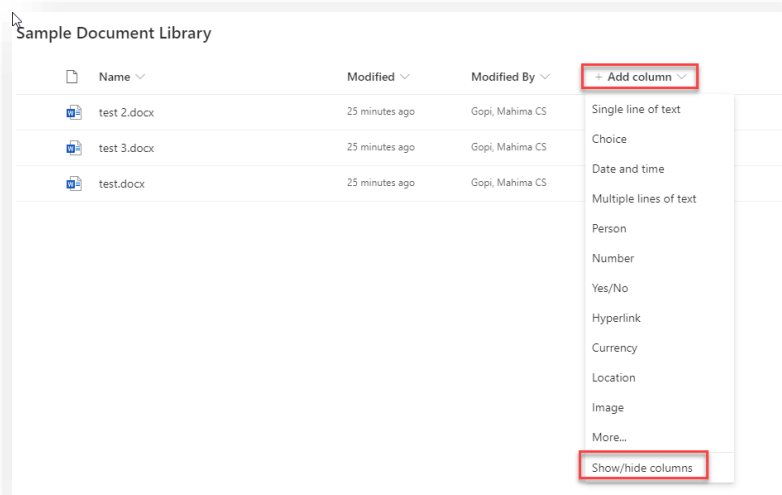 Sample Document Library
Name Modified Modified By + Add column
test 2.docx 25 minutes ago Gopi, Mahima CS
test 3.docx 25 minutes ago Gopi, Mahima CS
test.docx 25 minutes ago Gopi, Mahima CS
Single line of text
Choice
Date and time
Multiple lines of text
Person
Number
Yes/No
Hyperlink
Currency
Location
Image
More...
Show/hide columns